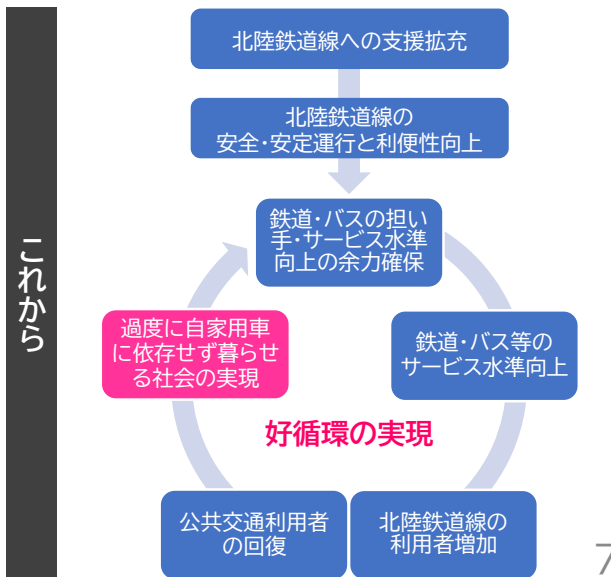 北陸鉄道線への支援拡充
北陸鉄道線の
安全・安定運行と利便性向上
鉄道・バスの担い
手・サービス水準
向上の余力確保
これから
過度に自家用車
に依存せず暮らせ
る社会の実現
鉄道・バス等の
サービス水準向上
好循環の実現
公共交通利用者
の回復
北陸鉄道線の
利用者増加
7